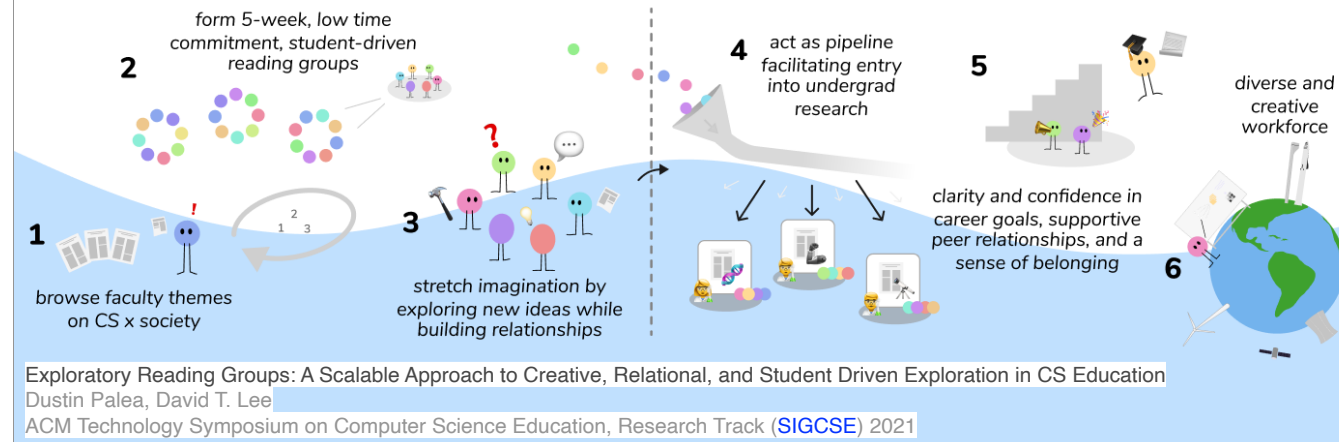 1
browse faculty themes
on CS x society
2
form 5-week, low time
commitment, student-driven
reading groups
2
1 3
3
?
!
stretch imagination by
exploring new ideas while
building relationships
4
act as pipeline
facilitating entry
into undergrad
research
5
clarity and confidence in
career goals, supportive
peer relationships, and a
sense of belonging
6
diverse and
creative
workforce
Exploratory Reading Groups: A Scalable Approach to Creative, Relational, and Student Driven Exploration in CS Education
Dustin Palea, David T. Lee
ACM Technology Symposium on Computer Science Education, Research Track (SIGCSE) 2021